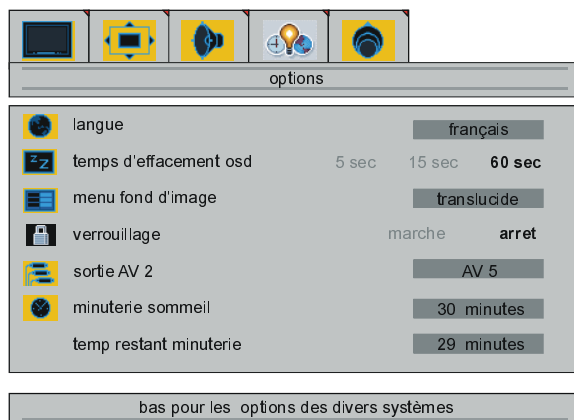 options
langue français
temps d'effacement osd 5 sec 15 sec 60 sec
zZ
menu fond d'image translucide
verrouillage marche arret
sortie AV 2 AV 5
minuterie sommeil 30 minutes
temp restant minuterie 29 minutes
bas pour les options des divers systèmes